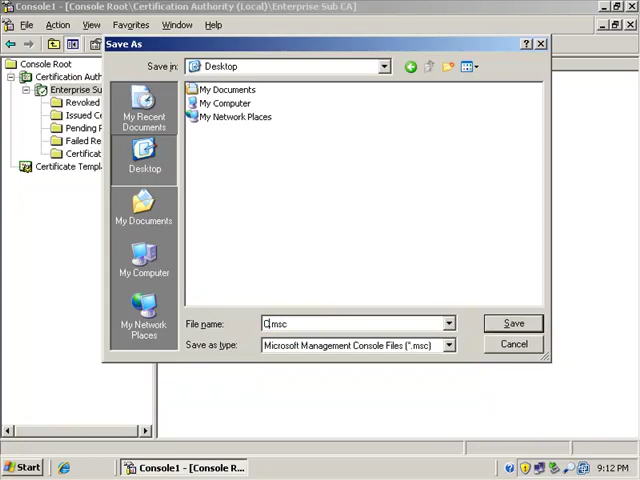 Console1 - [Console Root\Certification Authority (Local)\Enterprise Sub CA]
File Action View Favorites Window Help
Console Root
Certification Auth
Enterprise Su
Revoked
Issued Ce
Pending R
Failed Re
Certificat
Certificate Templa
Save As
Save in: Desktop
My Recent Documents
Desktop
My Documents
My Computer
My Network Places
My Documents
My Computer
My Network Places
File name: C.msc
Save
Save as type: Microsoft Management Console Files (*.msc)
Cancel
Start
Console1 - [Console R...
9:12 PM